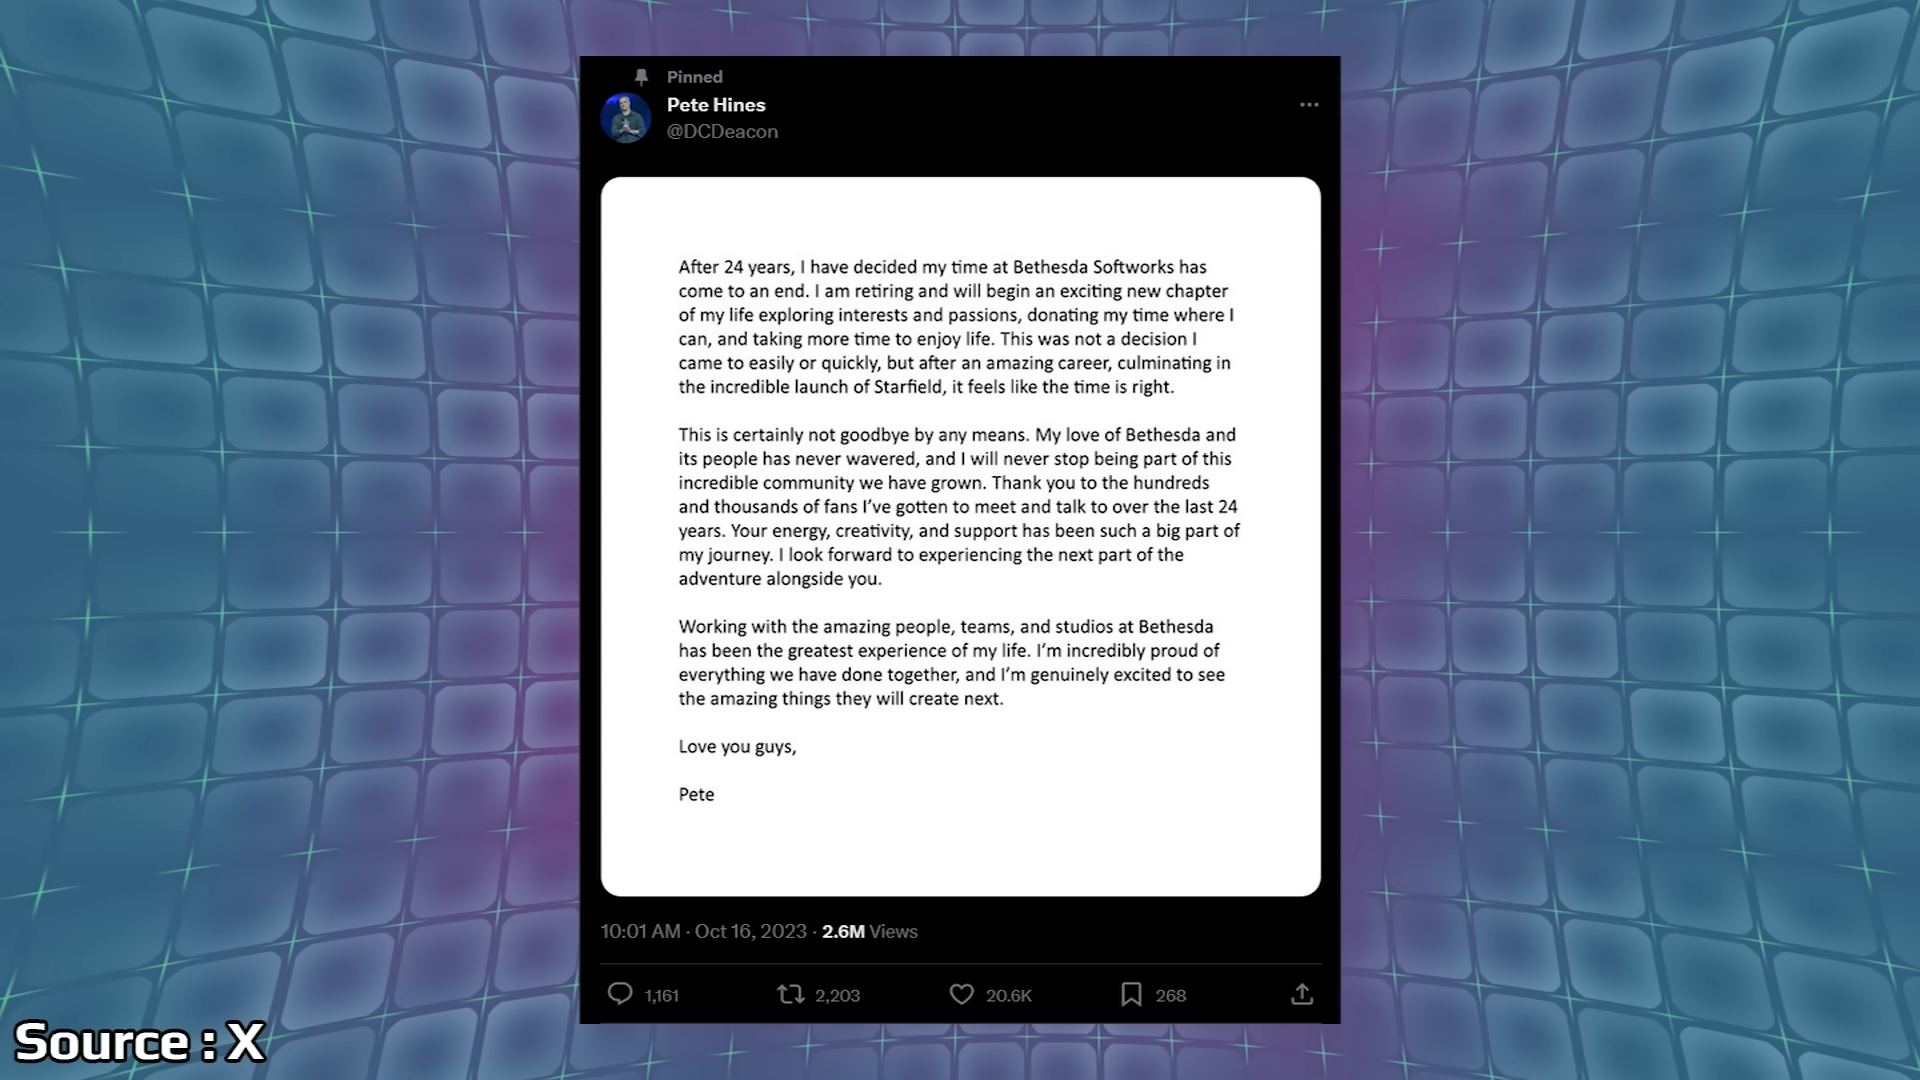 Pinned
Pete Hines
@DCDeacon
After 24 years, I have decided my time at Bethesda Softworks has
come to an end. I am retiring and will begin an exciting new chapter
of my life exploring interests and passions, donating my time where I
can, and taking more time to enjoy life. This was not a decision I
came to easily or quickly, but after an amazing career, culminating in
the incredible launch of Starfield, it feels like the time is right.
This is certainly not goodbye by any means. My love of Bethesda and
its people has never wavered, and I will never stop being part of this
incredible community we have grown. Thank you to the hundreds
and thousands of fans I’ve gotten to meet and talk to over the last 24
years. Your energy, creativity, and support has been such a big part of
my journey. I look forward to experiencing the next part of the
adventure alongside you.
Working with the amazing people, teams, and studios at Bethesda
has been the greatest experience of my life. I’m incredibly proud of
everything we have done together, and I’m genuinely excited to see
the amazing things they will create next.
Love you guys,
Pete
10:01 AM · Oct 16, 2023 · 2.6M Views
1,161 2,203 20.6K 268
Source : X